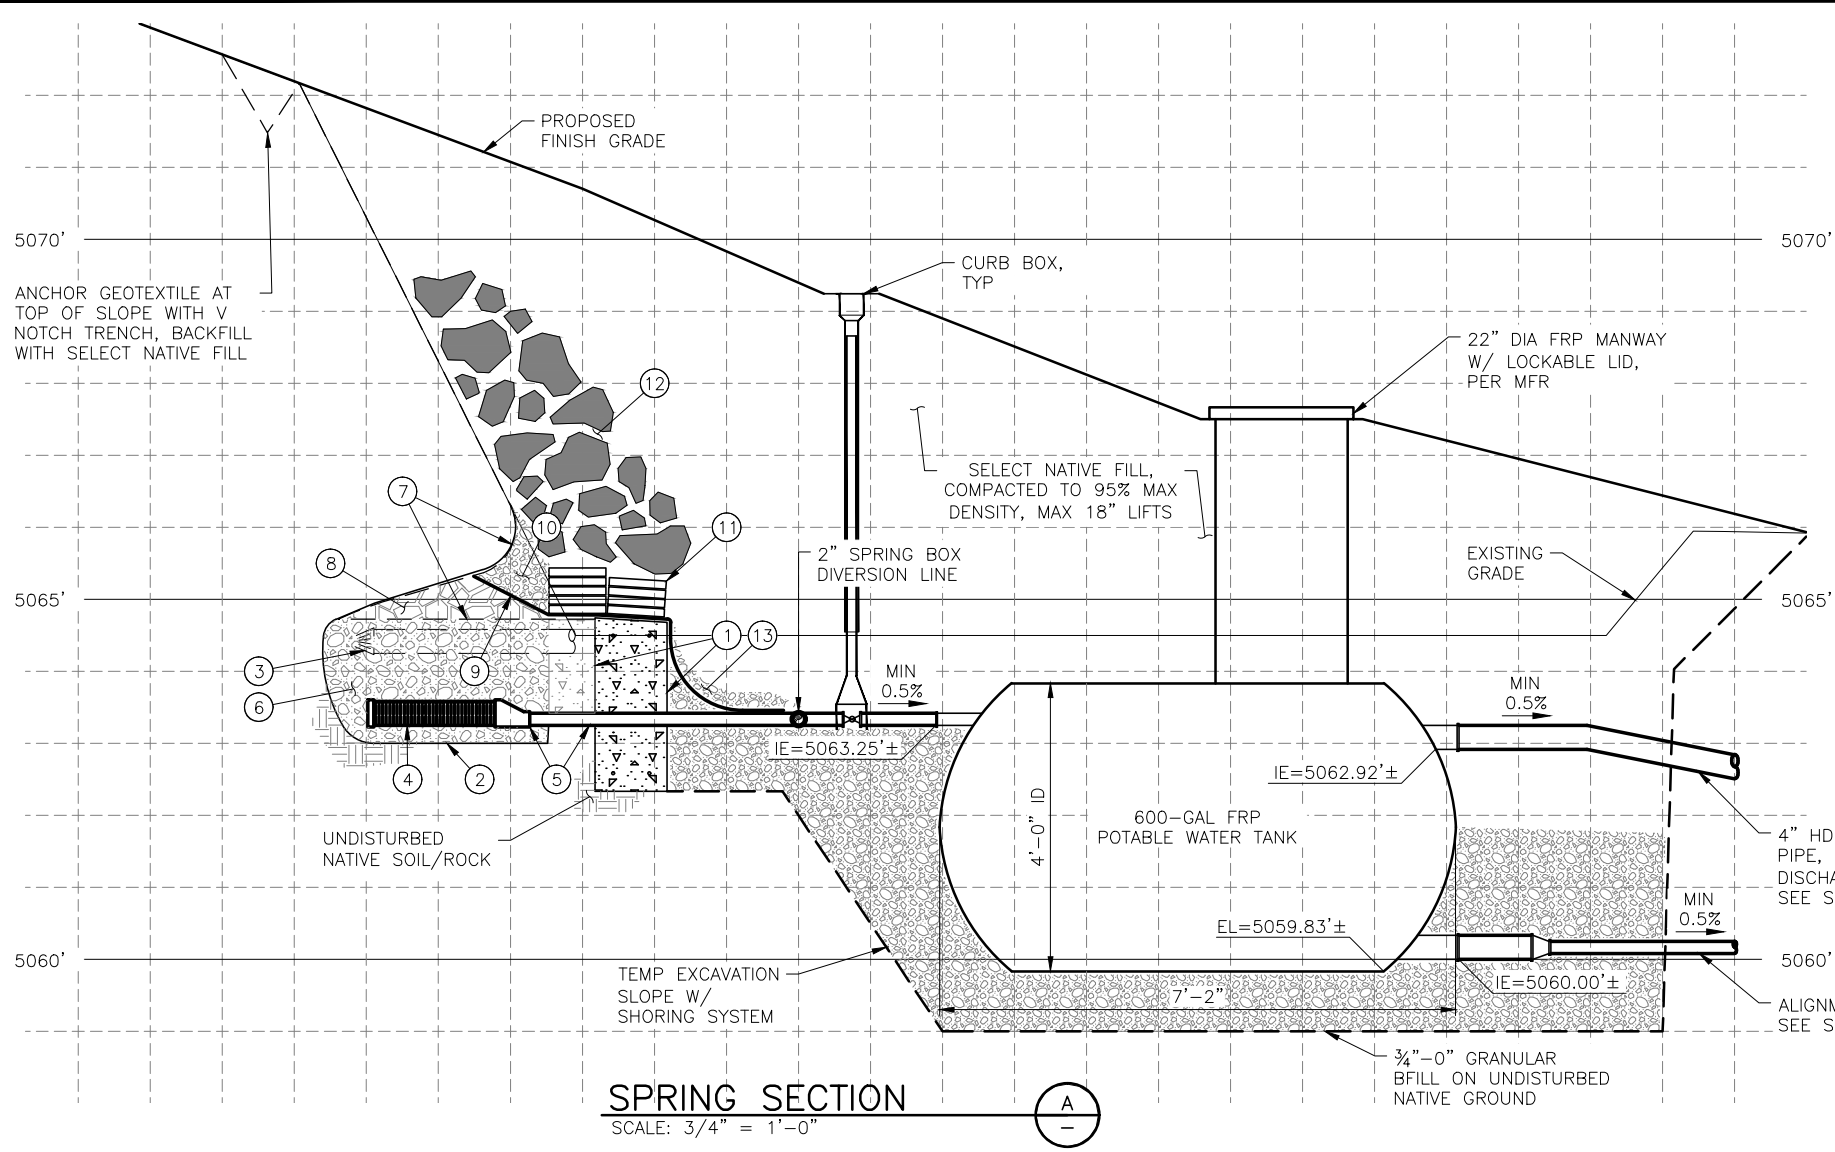 PROPOSED
FINISH GRADE
5070'
5070'
CURB BOX,
TYP
ANCHOR GEOTEXTILE AT
TOP OF SLOPE WITH V
NOTCH TRENCH, BACKFILL
WITH SELECT NATIVE FILL
22" DIA FRP MANWAY
W/ LOCKABLE LID,
PER MFR
12
SELECT NATIVE FILL,
COMPACTED TO 95% MAX
DENSITY, MAX 18" LIFTS
7
10
11
8
2" SPRING BOX
DIVERSION LINE
EXISTING
GRADE
5065'
5065'
1
13
3
9
6
MIN
0.5%
MIN
0.5%
IE=5063.25'±
IE=5062.92'±
4
2
5
4'-0" ID
600-GAL FRP
POTABLE WATER TANK
UNDISTURBED
NATIVE SOIL/ROCK
4" HD
PIPE,
DISCHA
SEE S
MIN
0.5%
EL=5059.83'±
5060'
5060'
TEMP EXCAVATION
SLOPE W/
SHORING SYSTEM
IE=5060.00'±
7'-2"
ALIGNM
SEE S
¾"-0" GRANULAR
BFILL ON UNDISTURBED
NATIVE GROUND
SPRING SECTION
SCALE: 3/4" = 1'-0"
A
–